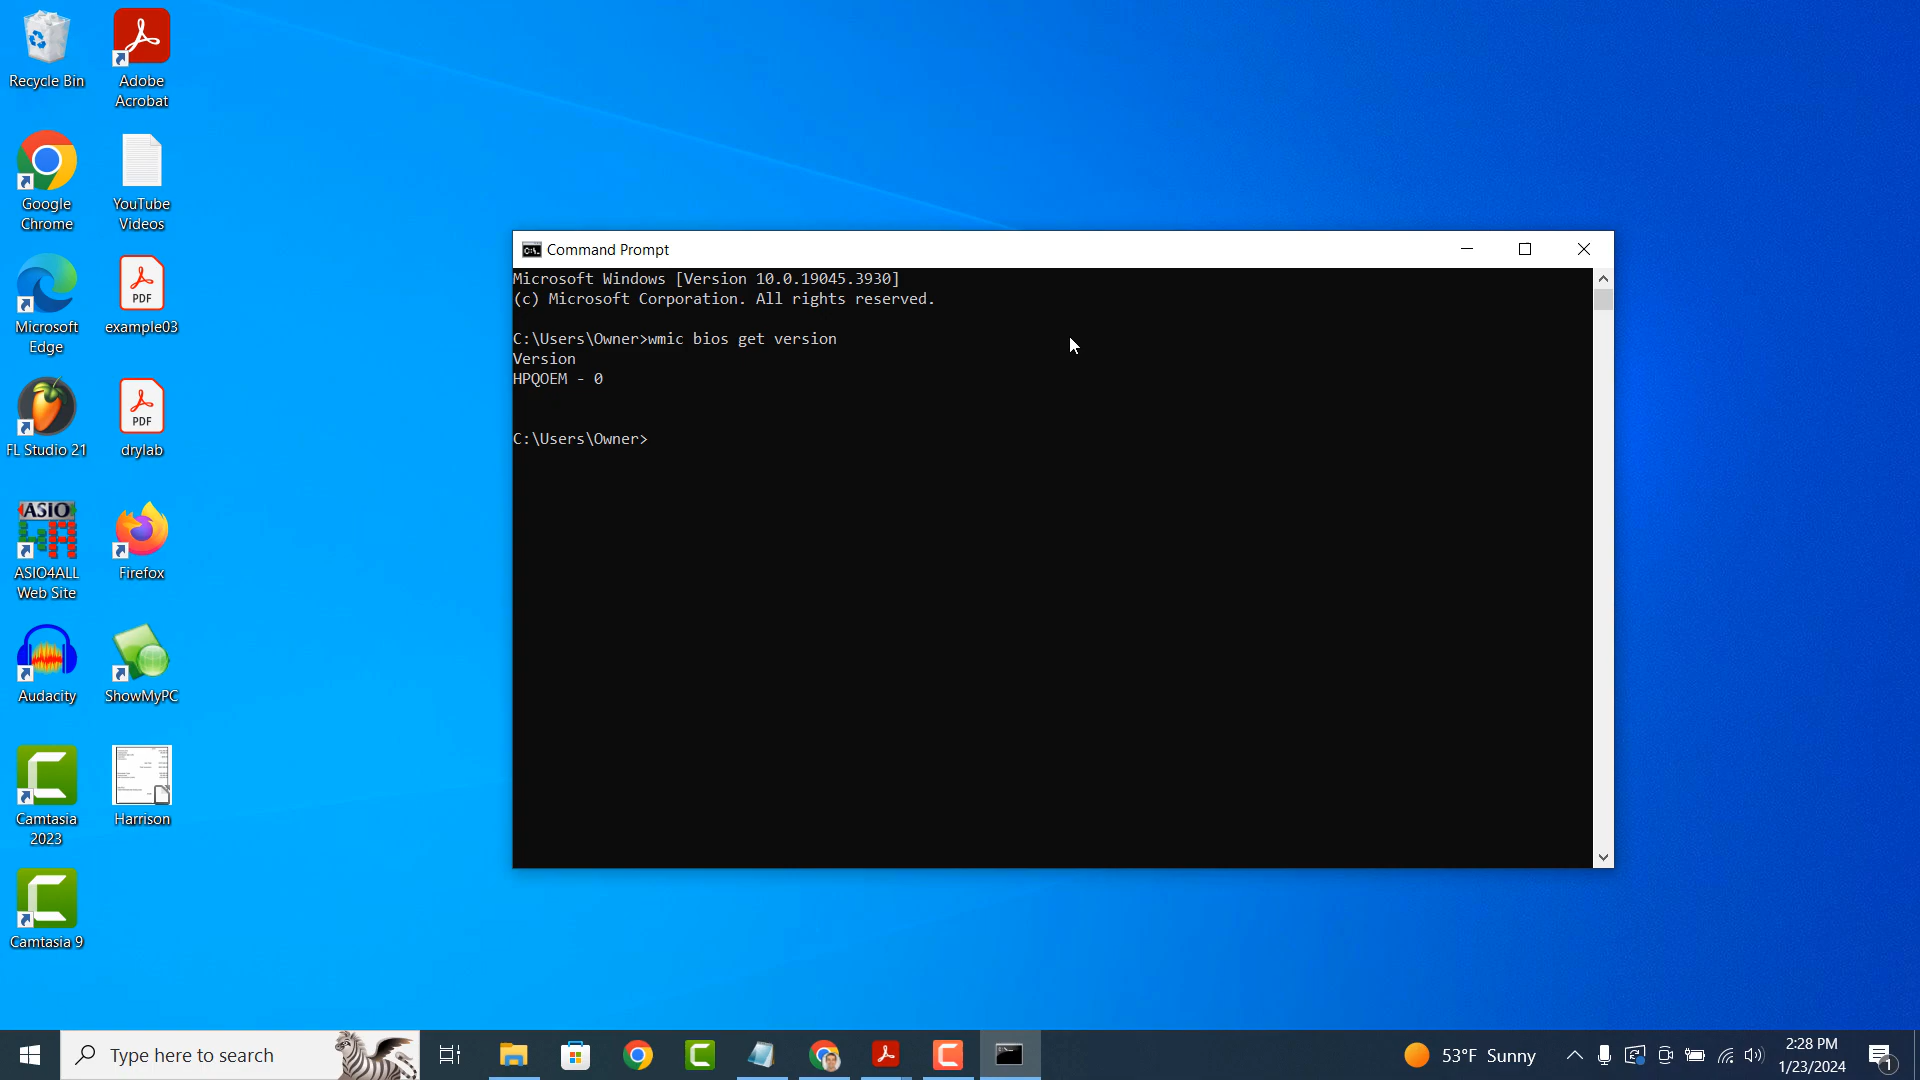 Recycle Bin
Adobe
Acrobat
Google
Chrome
YouTube
Videos
Microsoft
Edge
PDF
example03
FL Studio 21
PDF
drylab
ASIO
ASIO4ALL
Web Site
Firefox
Audacity
ShowMyPC
Camtasia
2023
Harrison
Camtasia 9
Command Prompt
Microsoft Windows [Version 10.0.19045.3930]
(c) Microsoft Corporation. All rights reserved.
C:\Users\Owner>wmic bios get version
Version
HPQOEM - 0
C:\Users\Owner>
Type here to search
53°F Sunny
2:28 PM
1/23/2024
1